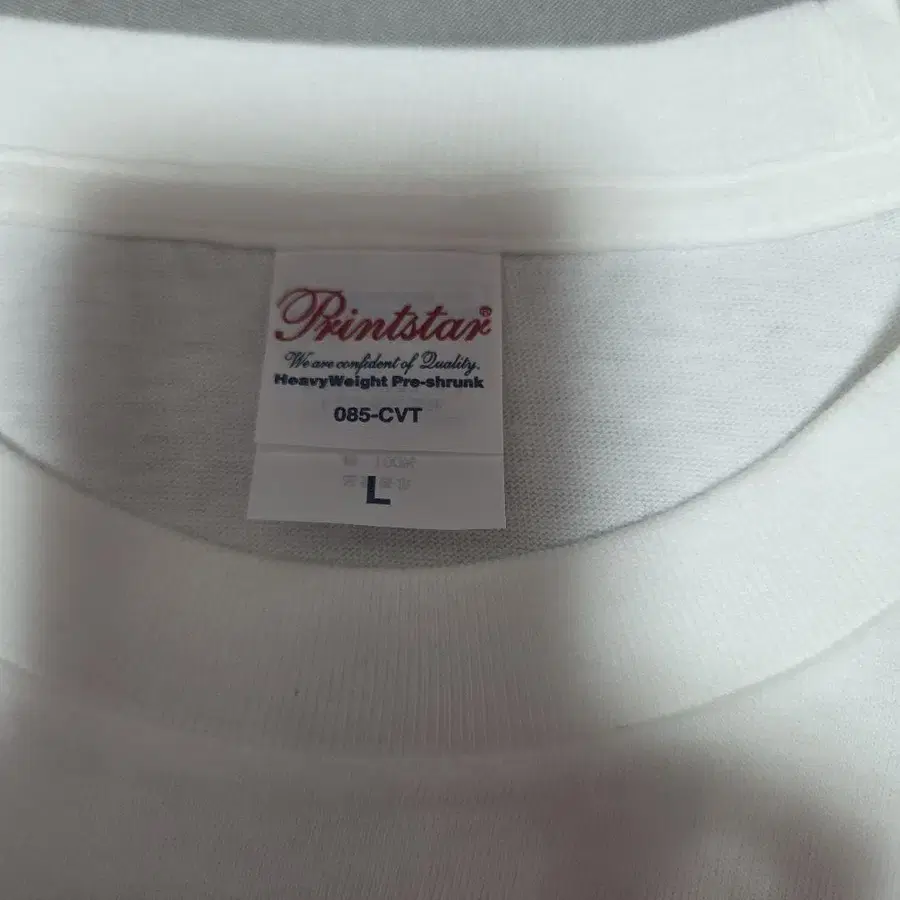 Printstar®
We are confident of Quality.
HeavyWeight Pre-shrunk
085-CVT
L